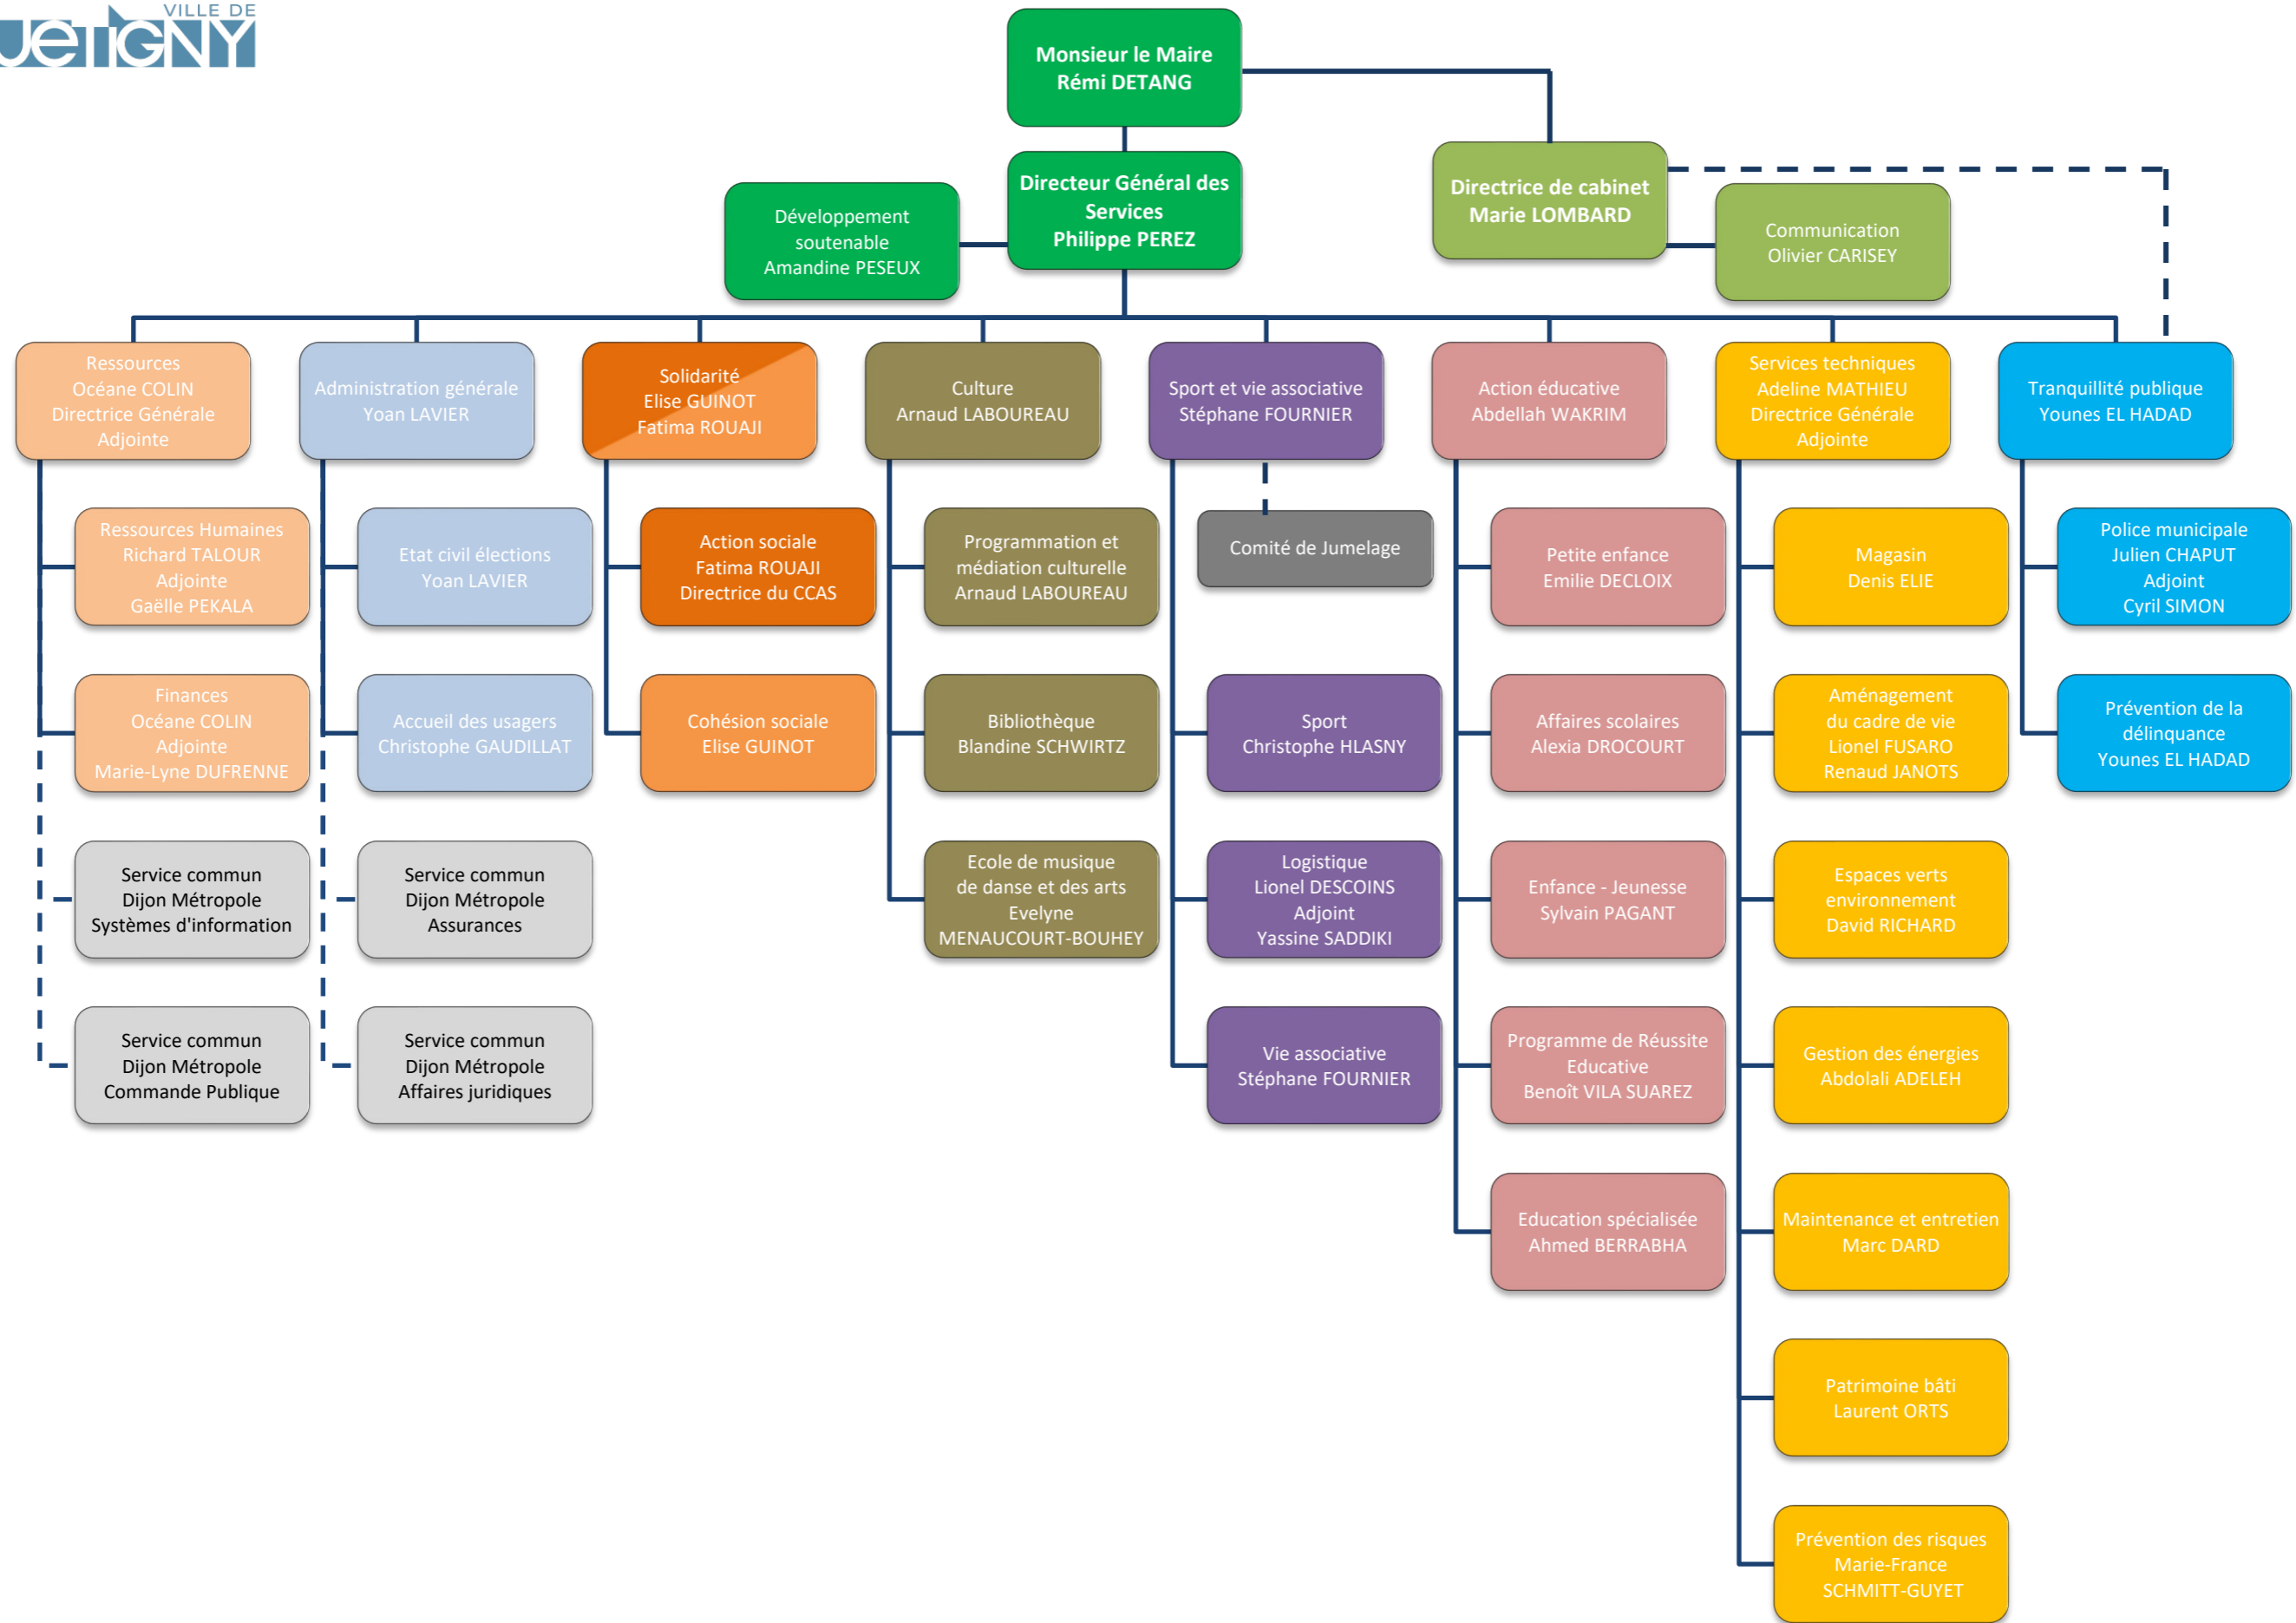 VILLE DE
UETIGNY
Monsieur le Maire
Rémi DETANG
Directeur Général des
Services
Philippe PEREZ
Développement
soutenable
Amandine PESEUX
Directrice de cabinet
Marie LOMBARD
Communication
Olivier CARISEY
Ressources
Océane COLIN
Directrice Générale
Adjointe
Administration générale
Yoan LAVIER
Solidarité
Elise GUINOT
Fatima ROUAJI
Culture
Arnaud LABOUREAU
Sport et vie associative
Stéphane FOURNIER
Action éducative
Abdellah WAKRIM
Services techniques
Adeline MATHIEU
Directrice Générale
Adjointe
Tranquillité publique
Younes EL HADAD
Ressources Humaines
Richard TALOUR
Adjointe
Gaëlle PEKALA
Etat civil élections
Yoan LAVIER
Action sociale
Fatima ROUAJI
Directrice du CCAS
Programmation et
médiation culturelle
Arnaud LABOUREAU
Comité de Jumelage
Petite enfance
Emilie DECLOIX
Magasin
Denis ELIE
Police municipale
Julien CHAPUT
Adjoint
Cyril SIMON
Finances
Océane COLIN
Adjointe
Marie-Lyne DUFRENNE
Accueil des usagers
Christophe GAUDILLAT
Cohésion sociale
Elise GUINOT
Bibliothèque
Blandine SCHWIRTZ
Sport
Christophe HLASNY
Affaires scolaires
Alexia DROCOURT
Aménagement
du cadre de vie
Lionel FUSARO
Renaud JANOTS
Prévention de la
délinquance
Younes EL HADAD
Service commun
Dijon Métropole
Systèmes d'information
Service commun
Dijon Métropole
Assurances
Ecole de musique
de danse et des arts
Evelyne
MENAUCOURT-BOUHEY
Logistique
Lionel DESCOINS
Adjoint
Yassine SADDIKI
Enfance - Jeunesse
Sylvain PAGANT
Espaces verts
environnement
David RICHARD
Service commun
Dijon Métropole
Commande Publique
Service commun
Dijon Métropole
Affaires juridiques
Vie associative
Stéphane FOURNIER
Programme de Réussite
Educative
Benoît VILA SUAREZ
Gestion des énergies
Abdolali ADELEH
Education spécialisée
Ahmed BERRABHA
Maintenance et entretien
Marc DARD
Patrimoine bâti
Laurent ORTS
Prévention des risques
Marie-France
SCHMITT-GUYET